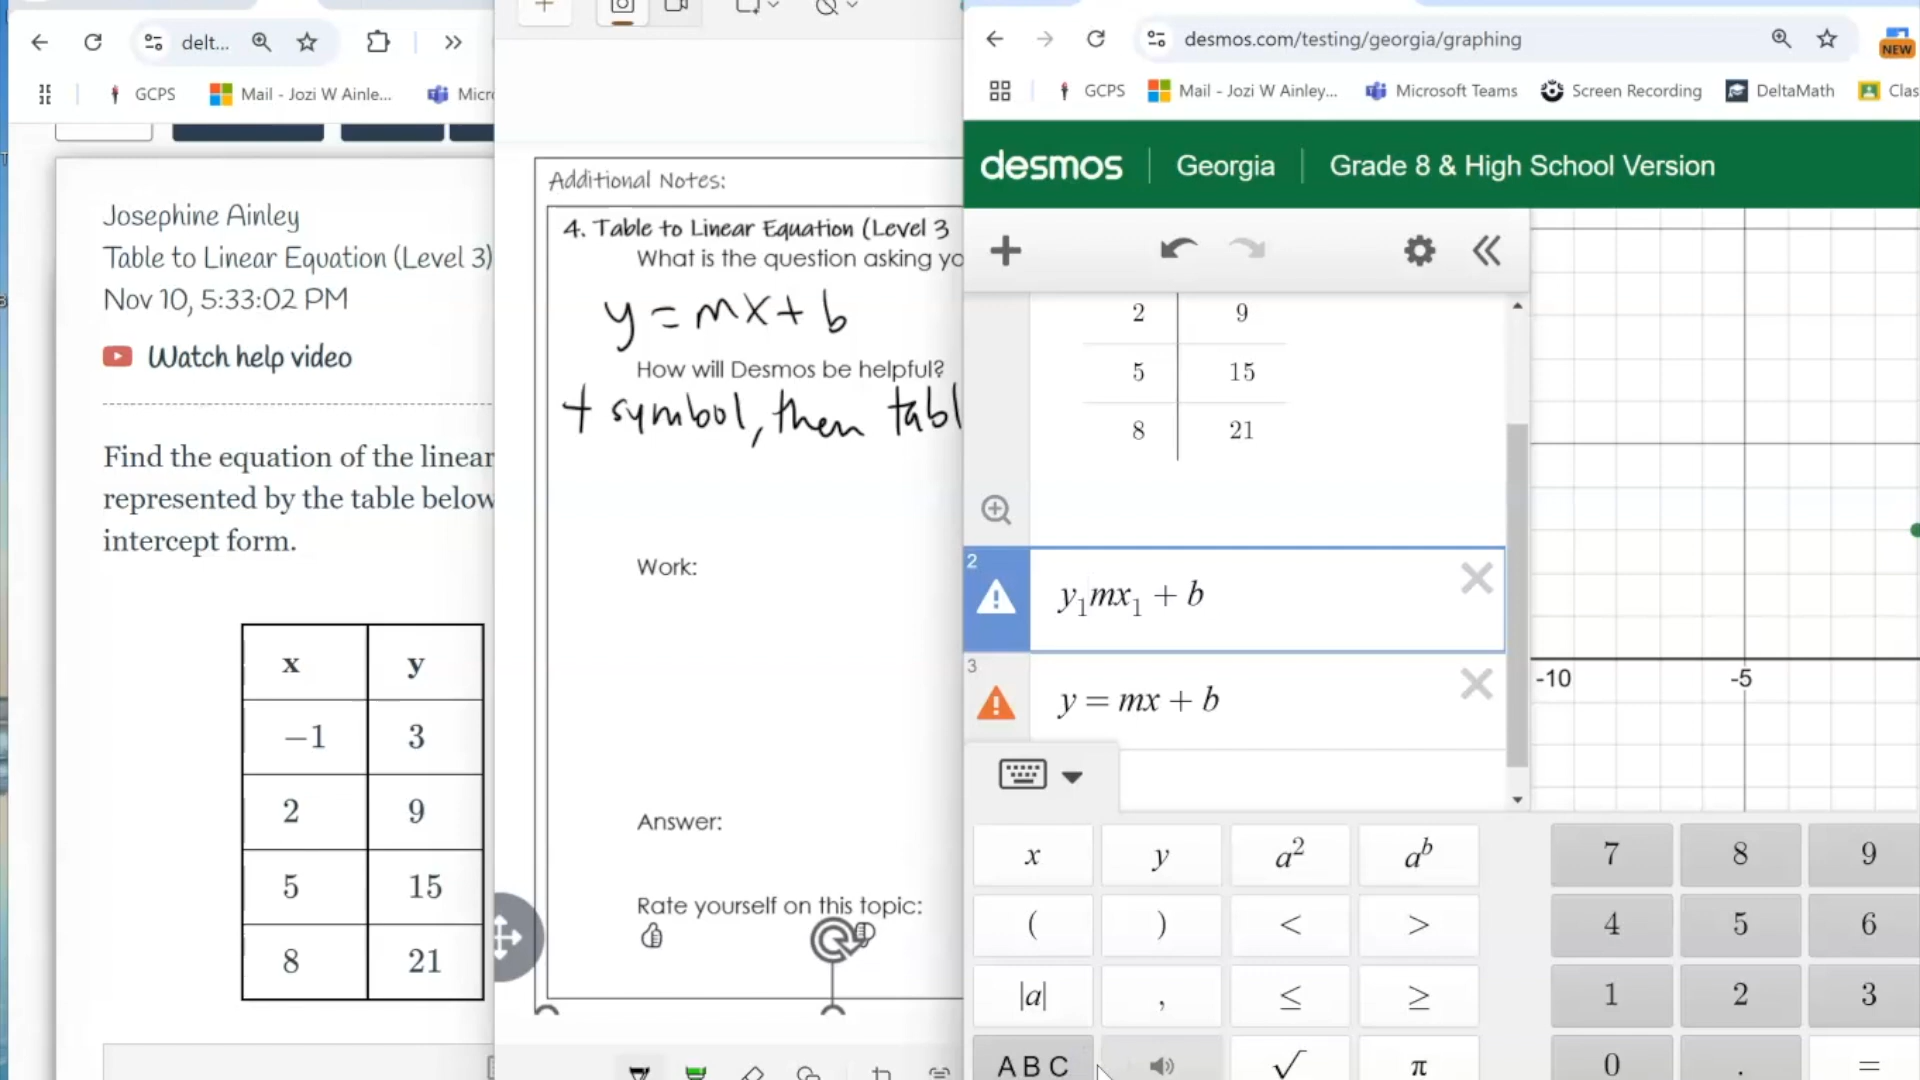 delt...
GCPS
Mail - Jozi W Ainle...
Josephine Ainley
Table to Linear Equation (Level 3)
Nov 10, 5:33:02 PM
Watch help video
Find the equation of the linear
represented by the table below
intercept form.
x y
−1 3
2 9
5 15
8 21
Additional Notes:
4. Table to Linear Equation (Level 3
What is the question asking yo
y = mx + b
How will Desmos be helpful?
+ symbol, then tabl
Work:
Answer:
Rate yourself on this topic:
desmos.com/testing/georgia/graphing
NEW
GCPS
Mail - Jozi W Ainley...
Microsoft Teams
Screen Recording
DeltaMath
Clas
desmos
Georgia
Grade 8 & High School Version
2 9
5 15
8 21
2
y₁mx₁ + b
3
y = mx + b
-10
-5
x y a² aᵇ 7 8 9
( ) < > 4 5 6
|a| , ≤ ≥ 1 2 3
A B C √ π 0 . =